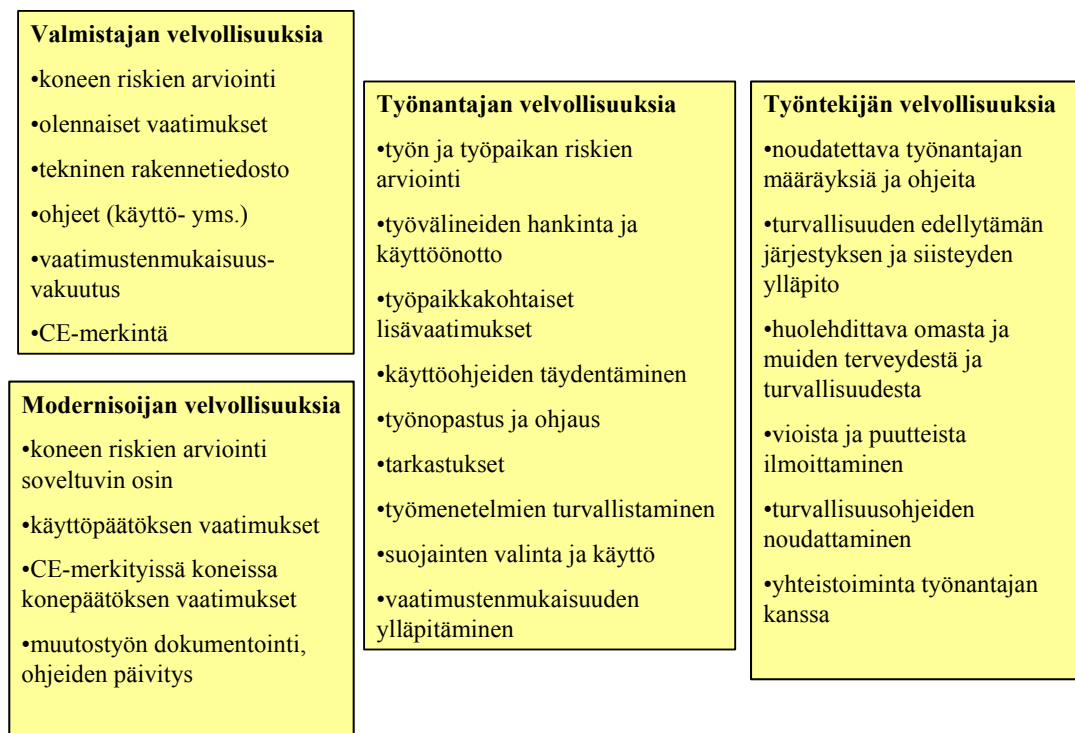 Valmistajan velvollisuuksia
•koneen riskien arviointi
•olennaiset vaatimukset
•tekninen rakennetiedosto
•ohjeet (käyttö- yms.)
•vaatimustenmukaisuus-
vakuutus
•CE-merkintä
Modernisoijan velvollisuuksia
•koneen riskien arviointi
soveltuvin osin
•käyttöpäätöksen vaatimukset
•CE-merkityissä koneissa
konepäätöksen vaatimukset
•muutostyön dokumentointi,
ohjeiden päivitys
Työnantajan velvollisuuksia
•työn ja työpaikan riskien
arviointi
•työvälineiden hankinta ja
käyttöönotto
•työpaikkakohtaiset
lisävaatimukset
•käyttöohjeiden täydentäminen
•työnopastus ja ohjaus
•tarkastukset
•työmenetelmien turvallistaminen
•suojainten valinta ja käyttö
•vaatimustenmukaisuuden
ylläpitäminen
Työntekijän velvollisuuksia
•noudatettava työnantajan
määräyksiä ja ohjeita
•turvallisuuden edellytämän
järjestyksen ja siisteyden
ylläpito
•huolehdittava omasta ja
muiden terveydestä ja
turvallisuudesta
•vioista ja puutteista
ilmoittaminen
•turvallisuusohjeiden
noudattaminen
•yhteistoiminta työnantajan
kanssa